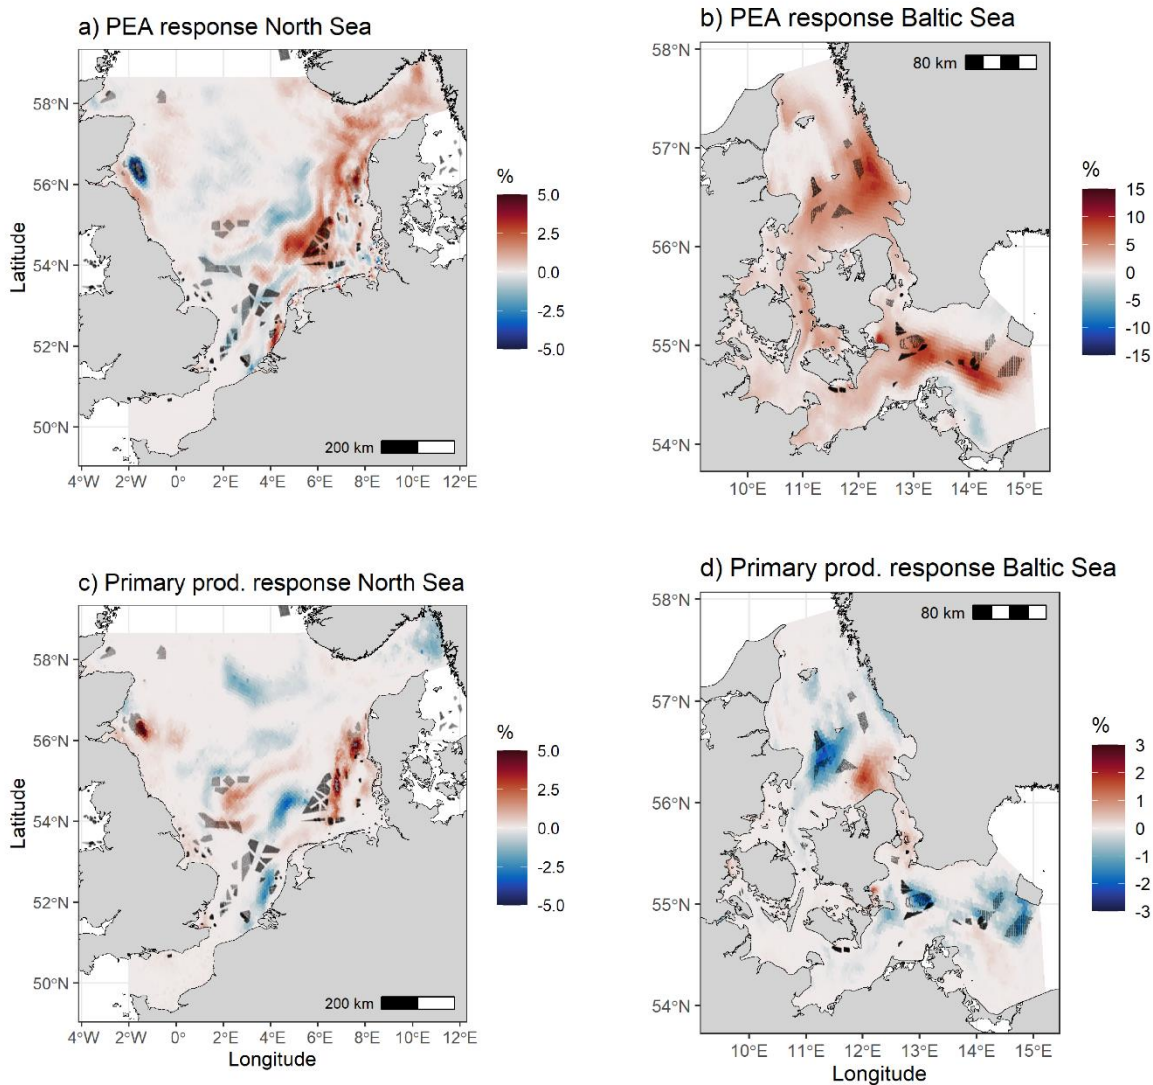 a) PEA response North Sea
58°N
56°N
54°N
52°N
50°N
Latitude
4°W 2°W 0° 2°E 4°E 6°E 8°E 10°E 12°E
200 km
%
5.0
2.5
0.0
-2.5
-5.0
b) PEA response Baltic Sea
58°N
57°N
56°N
55°N
54°N
80 km
10°E 11°E 12°E 13°E 14°E 15°E
%
15
10
5
0
-5
-10
-15
c) Primary prod. response North Sea
58°N
56°N
54°N
52°N
50°N
Latitude
4°W 2°W 0° 2°E 4°E 6°E 8°E 10°E 12°E
Longitude
200 km
%
5.0
2.5
0.0
-2.5
-5.0
d) Primary prod. response Baltic Sea
58°N
57°N
56°N
55°N
54°N
80 km
10°E 11°E 12°E 13°E 14°E 15°E
Longitude
%
3
2
1
0
-1
-2
-3